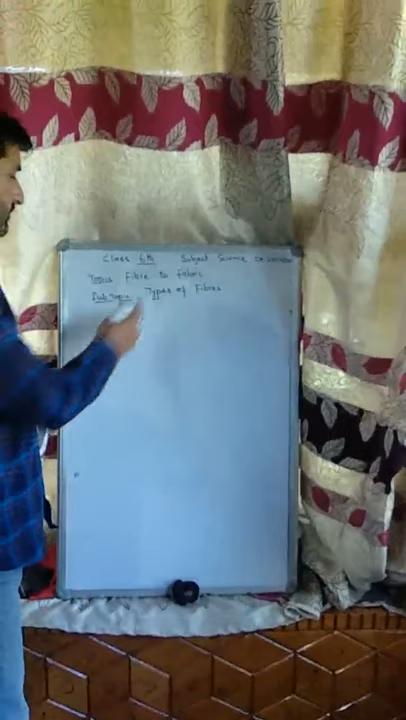 Class 6th Subject Science
Topic Fibre to fabric
Sub Topic Types of Fibres